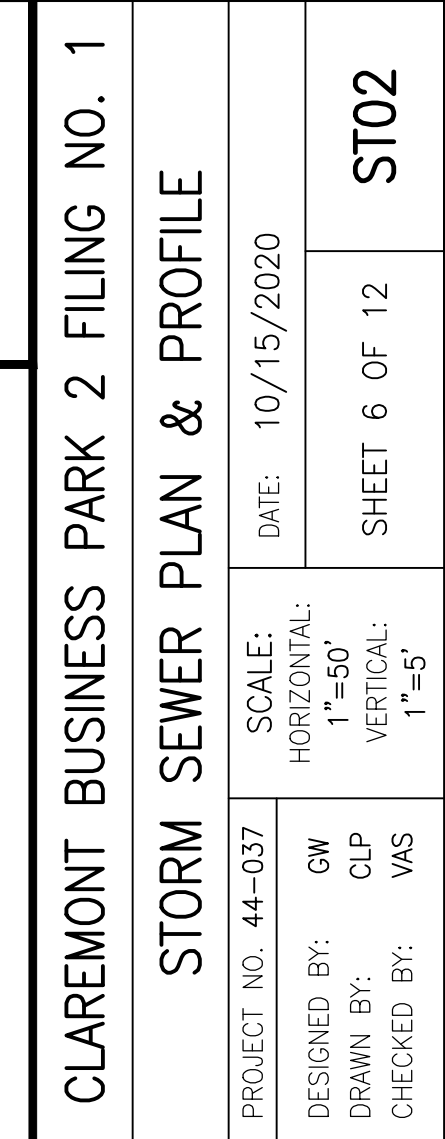 CLAREMONT BUSINESS PARK 2 FILING NO. 1
STORM SEWER PLAN & PROFILE
PROJECT NO. 44-037
DESIGNED BY: GW
DRAWN BY: CLP
CHECKED BY: VAS
SCALE:
HORIZONTAL:
1"=50'
VERTICAL:
1"=5'
DATE: 10/15/2020
SHEET 6 OF 12
ST02